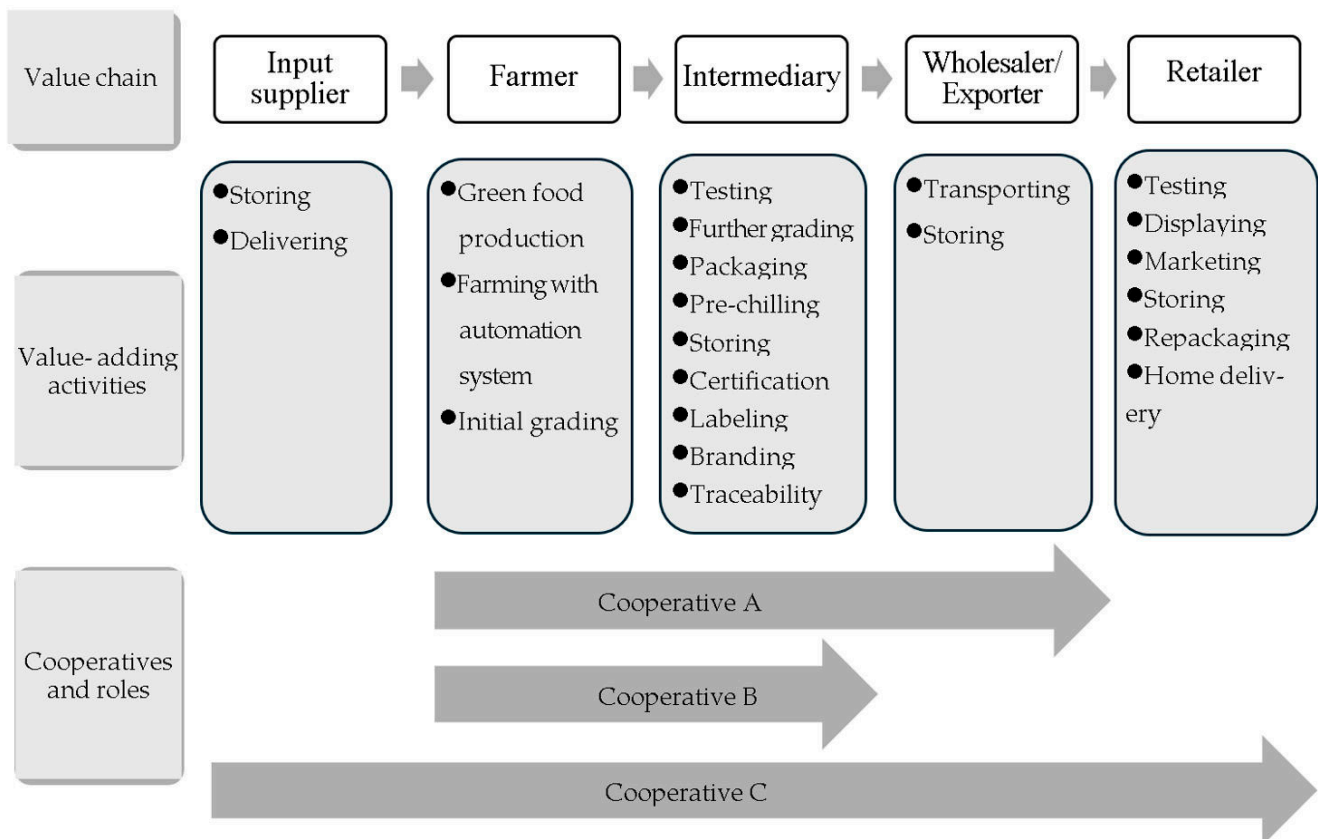 Value chain
Input
supplier
Farmer
Intermediary
Wholesaler/
Exporter
Retailer
Value- adding
activities
●Storing
●Delivering
●Green food
production
●Farming with
automation
system
●Initial grading
●Testing
●Further grading
●Packaging
●Pre-chilling
●Storing
●Certification
●Labeling
●Branding
●Traceability
●Transporting
●Storing
●Testing
●Displaying
●Marketing
●Storing
●Repackaging
●Home deliv-
ery
Cooperatives
and roles
Cooperative A
Cooperative B
Cooperative C